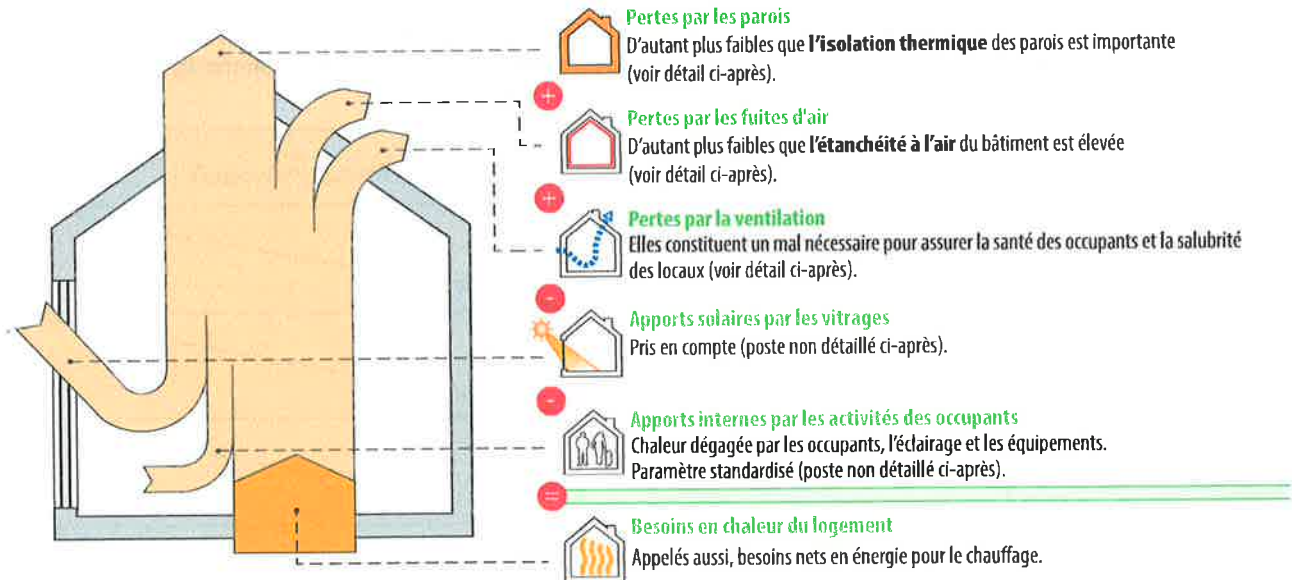 Pertes par les parois
D'autant plus faibles que l'isolation thermique des parois est importante
(voir détail ci-après).
+
Pertes par les fuites d'air
D'autant plus faibles que l'étanchéité à l'air du bâtiment est élevée
(voir détail ci-après).
+
Pertes par la ventilation
Elles constituent un mal nécessaire pour assurer la santé des occupants et la salubrité
des locaux (voir détail ci-après).
-
Apports solaires par les vitrages
Pris en compte (poste non détaillé ci-après).
-
Apports internes par les activités des occupants
Chaleur dégagée par les occupants, l'éclairage et les équipements.
Paramètre standardisé (poste non détaillé ci-après).
=
Besoins en chaleur du logement
Appelés aussi, besoins nets en énergie pour le chauffage.